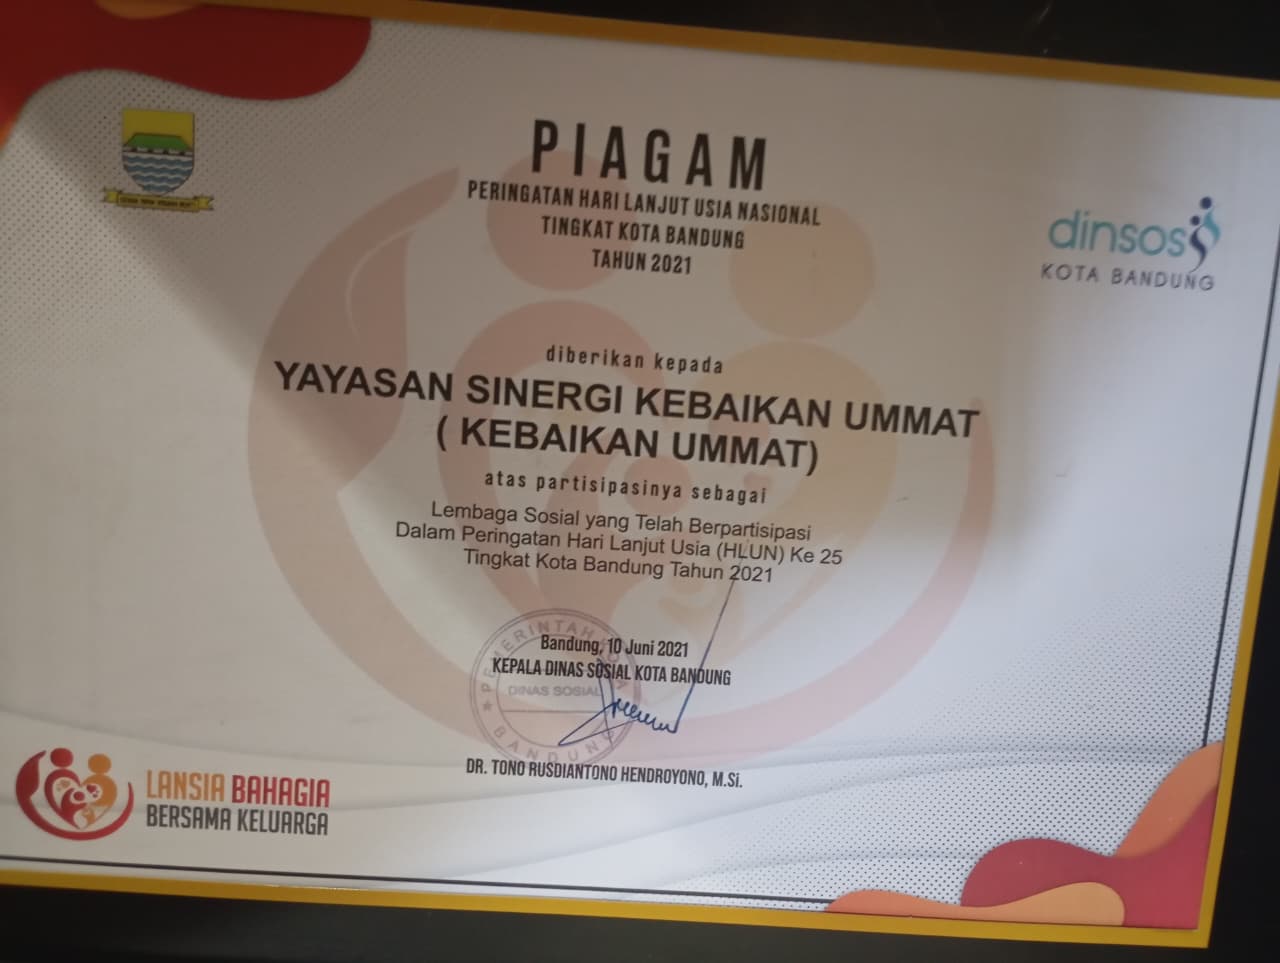 PIAGAM
PERINGATAN HARI LANJUT USIA NASIONAL
TINGKAT KOTA BANDUNG
TAHUN 2021
dinsos
KOTA BANDUNG
diberikan kepada
YAYASAN SINERGI KEBAIKAN UMMAT
( KEBAIKAN UMMAT)
atas partisipasinya sebagai
Lembaga Sosial yang Telah Berpartisipasi
Dalam Peringatan Hari Lanjut Usia (HLUN) Ke 25
Tingkat Kota Bandung Tahun 2021
Bandung, 10 Juni 2021
KEPALA DINAS SOSIAL KOTA BANDUNG
PEMERINTAH KOTA
DINAS SOSIAL
BANDUNG
DR. TONO RUSDIANTONO HENDROYONO, M.Si.
LANSIA BAHAGIA
BERSAMA KELUARGA